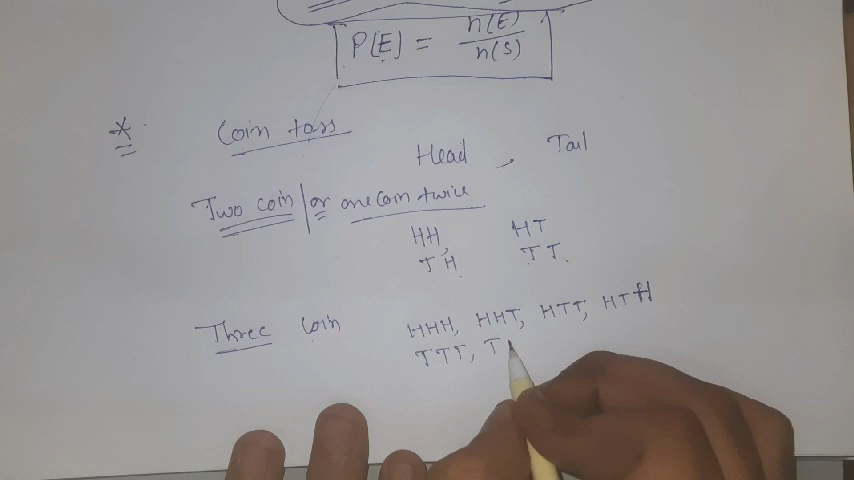 P(E) = n(E)/n(S)
* Coin toss
Head, Tail
Two coin / or one coin twice
HH, HT
TH TT
Three coin HHH, HHT, HTT, HTH
TTT, T